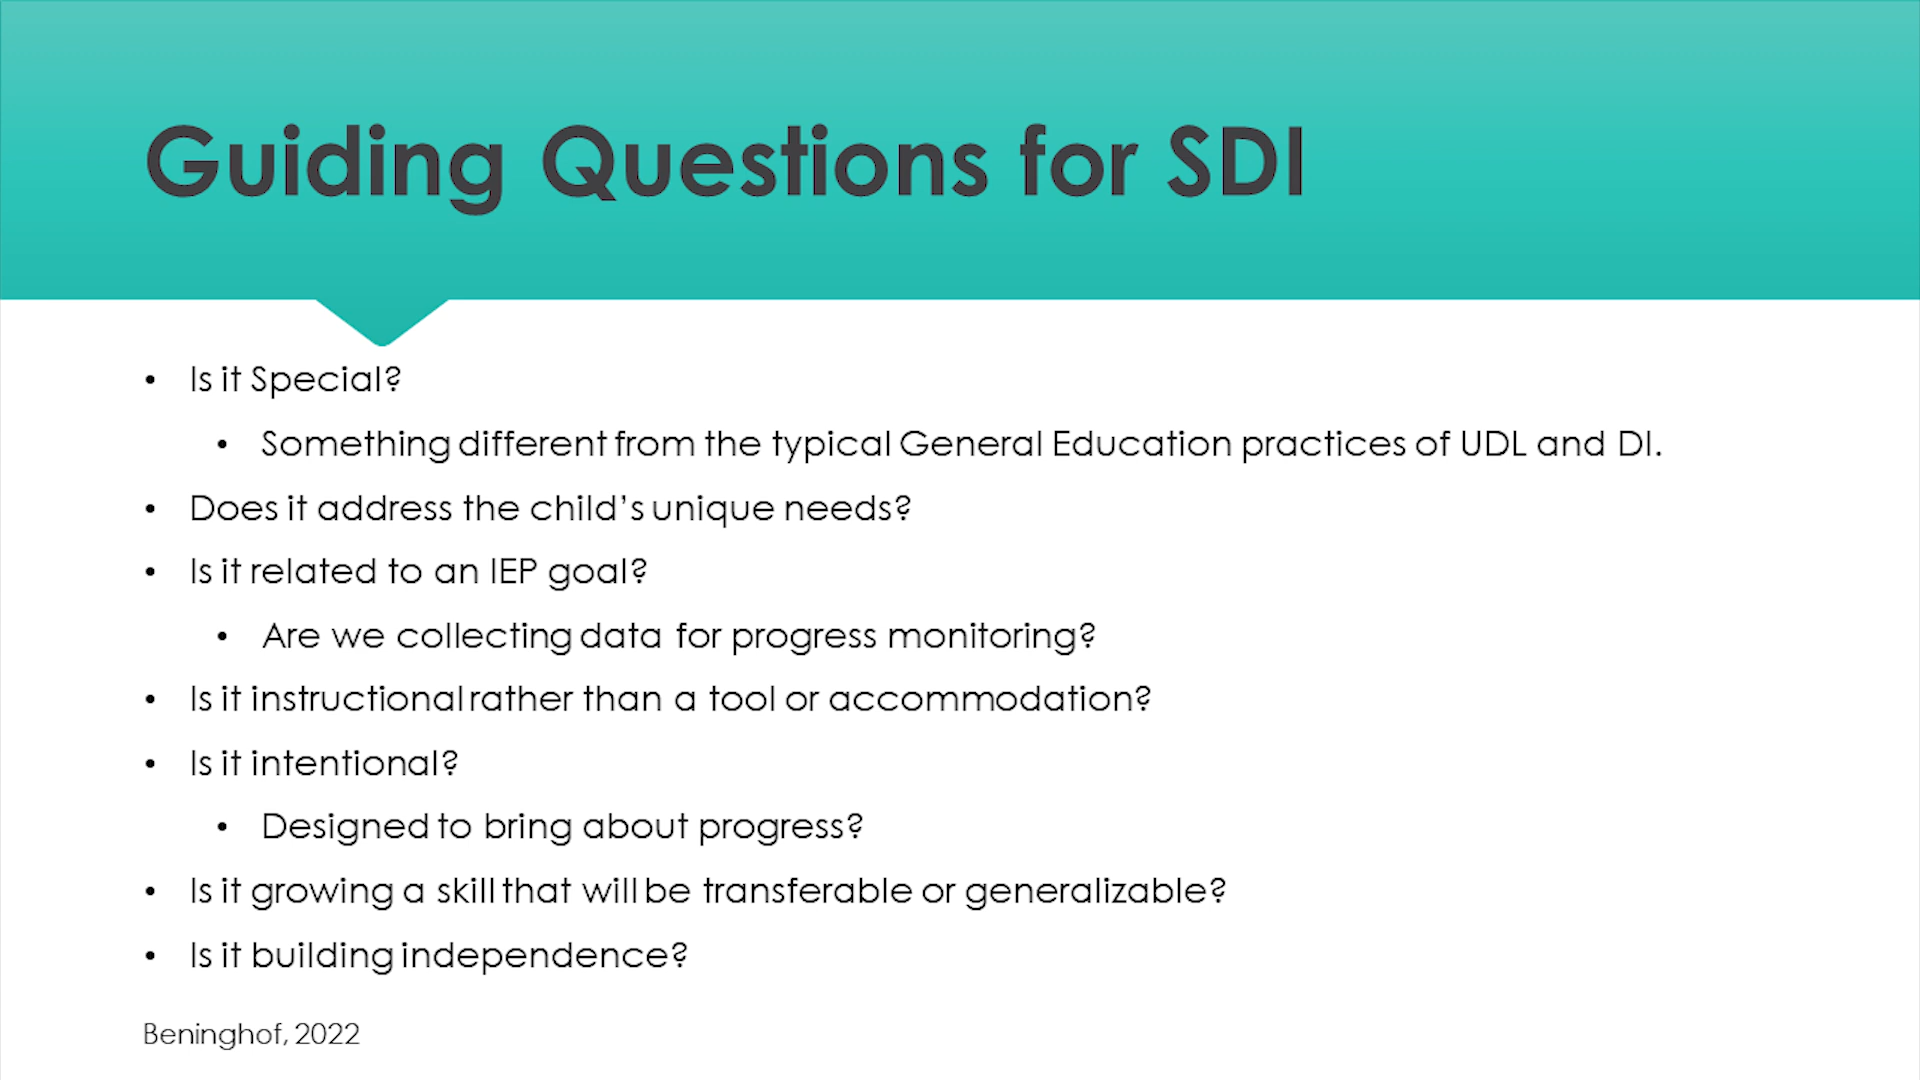 Guiding Questions for SDI
• Is it Special?
• Something different from the typical General Education practices of UDL and DI.
• Does it address the child’s unique needs?
• Is it related to an IEP goal?
• Are we collecting data for progress monitoring?
• Is it instructional rather than a tool or accommodation?
• Is it intentional?
• Designed to bring about progress?
• Is it growing a skill that will be transferable or generalizable?
• Is it building independence?
Beninghof, 2022